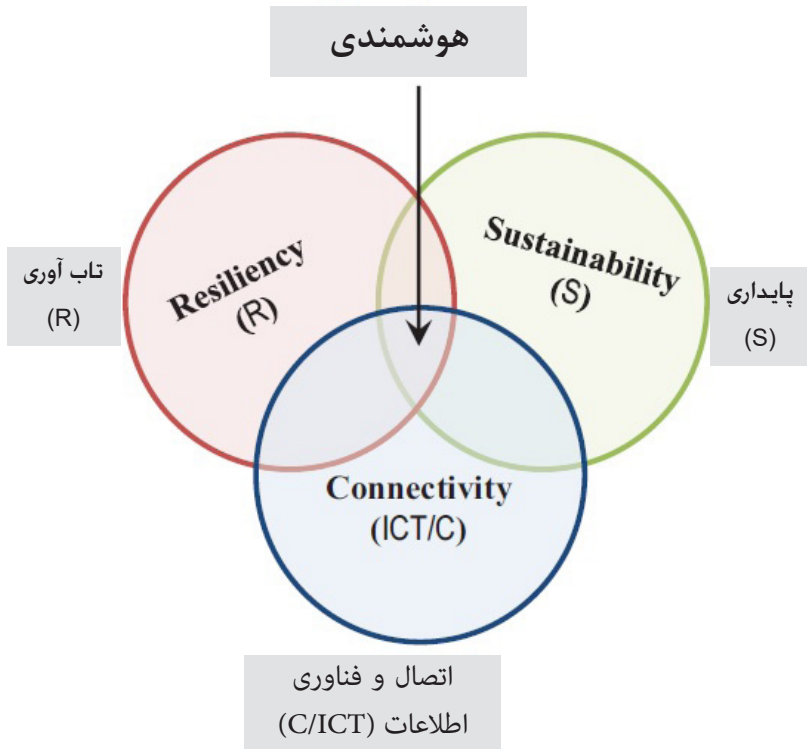 هوشمندی
Resiliency
(R)
Sustainability
(S)
تاب آوری
(R)
پایداری
(S)
Connectivity
(ICT/C)
اتصال و فناوری
اطلاعات (C/ICT)